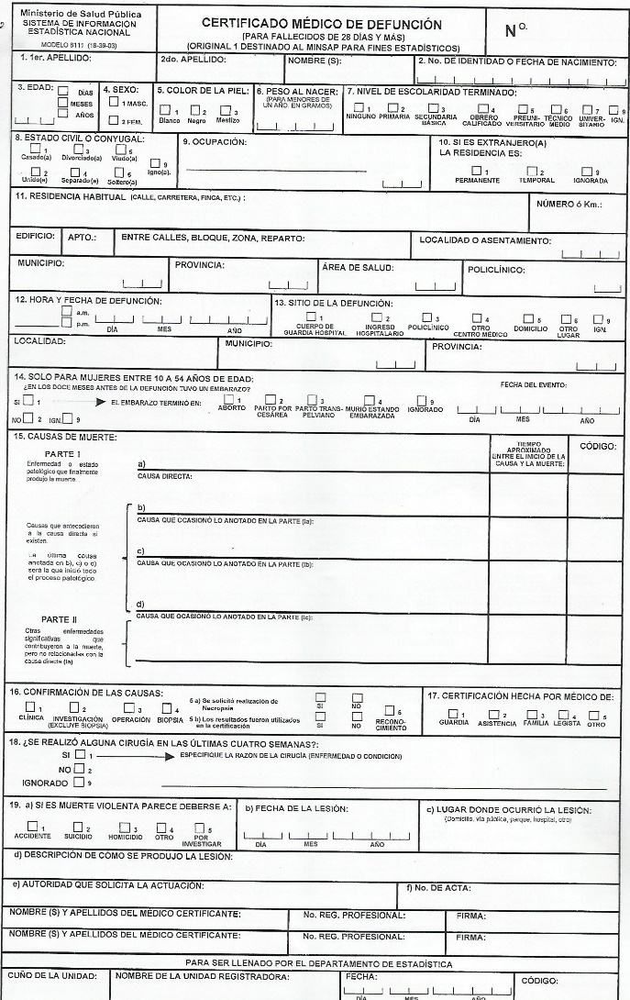 Ministerio de Salud Pública
SISTEMA DE INFORMACIÓN
ESTADÍSTICA NACIONAL
MODELO 8111 (18-39-03)
CERTIFICADO MÉDICO DE DEFUNCIÓN
(PARA FALLECIDOS DE 28 DÍAS Y MÁS)
(ORIGINAL 1 DESTINADO AL MINSAP PARA FINES ESTADÍSTICOS)
Nº.
1. 1er. APELLIDO: 2do. APELLIDO: NOMBRE (S): 2. No. DE IDENTIDAD O FECHA DE NACIMIENTO:
3. EDAD: DÍAS MESES AÑOS
4. SEXO: 1 MASC. 2 FEM.
5. COLOR DE LA PIEL:
1 2 3
Blanco Negro Mestizo
6. PESO AL NACER:
(PARA MENORES DE
UN AÑO, EN GRAMOS)
7. NIVEL DE ESCOLARIDAD TERMINADO:
1 2 3 4 5 6 7 9
NINGUNO PRIMARIA SECUNDARIA BÁSICA OBRERO CALIFICADO PREUNI-VERSITARIO TÉCNICO MEDIO UNIVER-SITARIO IGN.
8. ESTADO CIVIL O CONYUGAL:
1 3 5
Casado(a) Divorciado(a) Viudo(a)
9
Igno(a).
2 4 6
Unido(a) Separado(a) Soltero(a)
9. OCUPACIÓN:
10. SI ES EXTRANJERO(A)
LA RESIDENCIA ES:
1 2 9
PERMANENTE TEMPORAL IGNORADA
11. RESIDENCIA HABITUAL (CALLE, CARRETERA, FINCA, ETC.) :
NÚMERO ó Km.:
EDIFICIO: APTO.: ENTRE CALLES, BLOQUE, ZONA, REPARTO: LOCALIDAD O ASENTAMIENTO:
MUNICIPIO: PROVINCIA: ÁREA DE SALUD: POLICLÍNICO:
12. HORA Y FECHA DE DEFUNCIÓN:
a.m.
p.m.
DÍA MES AÑO
13. SITIO DE LA DEFUNCIÓN:
1 2 3 4 5 6 9
CUERPO DE GUARDIA HOSPITAL INGRESO HOSPITALARIO POLICLÍNICO OTRO CENTRO MÉDICO DOMICILIO OTRO LUGAR IGN.
LOCALIDAD: MUNICIPIO: PROVINCIA:
14. SOLO PARA MUJERES ENTRE 10 A 54 AÑOS DE EDAD:
¿EN LOS DOCE MESES ANTES DE LA DEFUNCIÓN TUVO UN EMBARAZO?
FECHA DEL EVENTO:
SI 1 EL EMBARAZO TERMINÓ EN: 1 2 3 4 9
ABORTO PARTO POR CESÁREA PARTO TRANS-PELVIANO MURIÓ ESTANDO EMBARAZADA IGNORADO
DÍA MES AÑO
NO 2 IGN. 9
15. CAUSAS DE MUERTE:
TIEMPO
APROXIMADO
ENTRE EL INICIO DE LA
CAUSA Y LA MUERTE:
CÓDIGO:
PARTE I
Enfermedad o estado
patológico que finalmente
produjo la muerte.
a)
CAUSA DIRECTA:
b)
CAUSA QUE OCASIONÓ LO ANOTADO EN LA PARTE (Ia):
Causas que antecedieron
a la causa directa si
existen.
La última causa
anotada en b), c) o d)
será la que inició todo
el proceso patológico.
c)
CAUSA QUE OCASIONÓ LO ANOTADO EN LA PARTE (Ib):
d)
CAUSA QUE OCASIONÓ LO ANOTADO EN LA PARTE (Ic):
PARTE II
Otras enfermedades
significativas que
contribuyeron a la muerte,
pero no relacionadas con la
causa directa (Ia)
16. CONFIRMACIÓN DE LAS CAUSAS:
1 2 3 4
CLÍNICA INVESTIGACIÓN OPERACIÓN BIOPSIA
(EXCLUYE BIOPSIA)
5 a) Se solicitó realización de
Necropsia
SI NO
5 b) Los resultados fueron utilizados
en la certificación
SI NO
6
RECONO-
CIMIENTO
17. CERTIFICACIÓN HECHA POR MÉDICO DE:
1 2 3 4 5
GUARDIA ASISTENCIA FAMILIA LEGISTA OTRO
18. ¿SE REALIZÓ ALGUNA CIRUGÍA EN LAS ÚLTIMAS CUATRO SEMANAS?:
SI 1 ESPECIFIQUE LA RAZON DE LA CIRUGÍA (ENFERMEDAD O CONDICIÓN)
NO 2
IGNORADO 9
19. a) SI ES MUERTE VIOLENTA PARECE DEBERSE A:
1 2 3 4 5
ACCIDENTE SUICIDIO HOMICIDIO OTRO POR INVESTIGAR
b) FECHA DE LA LESIÓN:
DÍA MES AÑO
c) LUGAR DONDE OCURRIÓ LA LESIÓN:
(Domicilio, vía pública, parque, hospital, otro)
d) DESCRIPCIÓN DE CÓMO SE PRODUJO LA LESIÓN:
e) AUTORIDAD QUE SOLICITA LA ACTUACIÓN: f) No. DE ACTA:
NOMBRE (S) Y APELLIDOS DEL MÉDICO CERTIFICANTE: No. REG. PROFESIONAL: FIRMA:
NOMBRE (S) Y APELLIDOS DEL MÉDICO CERTIFICANTE: No. REG. PROFESIONAL: FIRMA:
PARA SER LLENADO POR EL DEPARTAMENTO DE ESTADÍSTICA
CUÑO DE LA UNIDAD: NOMBRE DE LA UNIDAD REGISTRADORA: FECHA: CÓDIGO:
DÍA MES AÑO